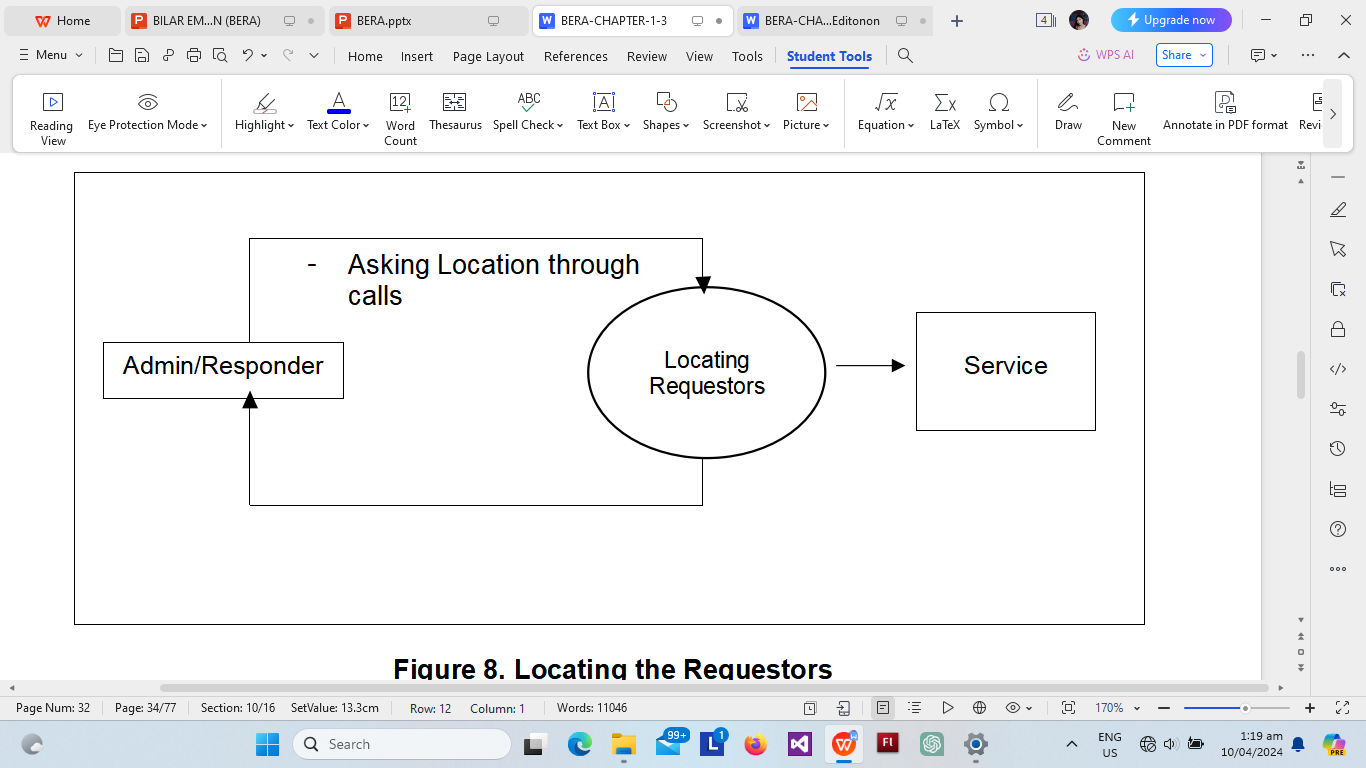 Home
BILAR EM...N (BERA)
BERA.pptx
BERA-CHAPTER-1-3
BERA-CHA...Editonon
4
Upgrade now
Menu
Home Insert Page Layout References Review View Tools Student Tools
WPS AI
Share
Reading View
Eye Protection Mode
Highlight
Text Color
Word Count
Thesaurus
Spell Check
Text Box
Shapes
Screenshot
Picture
Equation
LaTeX
Symbol
Draw
New Comment
Annotate in PDF format
- Asking Location through
calls
Admin/Responder
Locating
Requestors
Service
Figure 8. Locating the Requestors
Page Num: 32 Page: 34/77 Section: 10/16 SetValue: 13.3cm Row: 12 Column: 1 Words: 11046
170%
Search
99+
1
ENG
US
1:19 am
10/04/2024